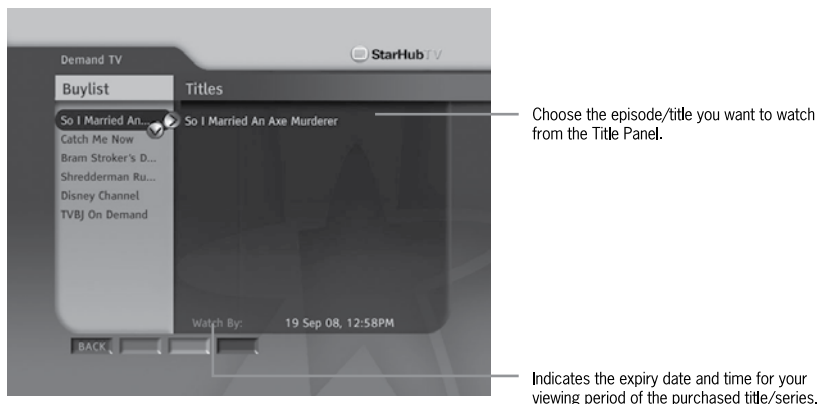 Demand TV
StarHub TV
Buylist
Titles
So I Married An...
So I Married An Axe Murderer
Catch Me Now
Bram Stroker's D...
Shredderman Ru...
Disney Channel
TVBJ On Demand
Watch By: 19 Sep 08, 12:58PM
BACK
Choose the episode/title you want to watch
from the Title Panel.
Indicates the expiry date and time for your
viewing period of the purchased title/series.